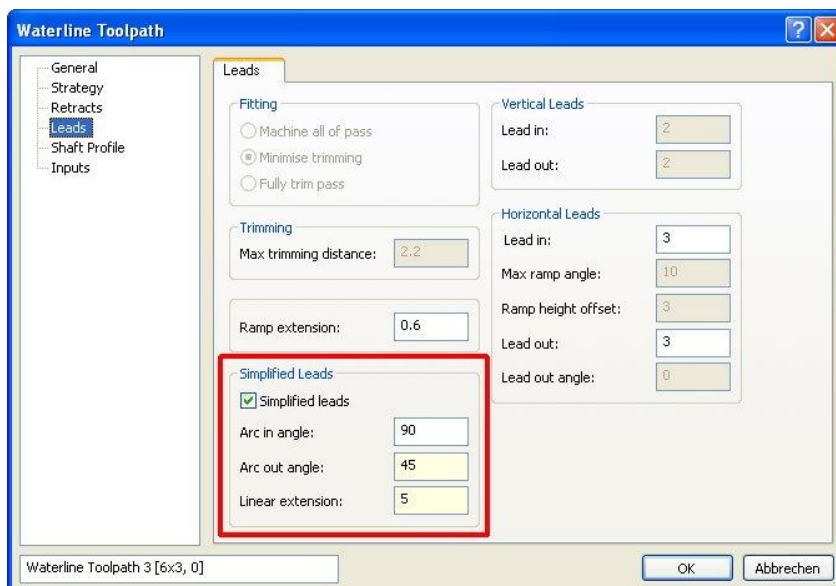 Waterline Toolpath
General
Strategy
Retracts
Leads
Shaft Profile
Inputs
Leads
Fitting
Machine all of pass
Minimise trimming
Fully trim pass
Trimming
Max trimming distance: 2.2
Ramp extension: 0.6
Simplified Leads
Simplified leads
Arc in angle: 90
Arc out angle: 45
Linear extension: 5
Vertical Leads
Lead in: 2
Lead out: 2
Horizontal Leads
Lead in: 3
Max ramp angle: 10
Ramp height offset: 3
Lead out: 3
Lead out angle: 0
Waterline Toolpath 3 [6x3, 0]
OK
Abbrechen